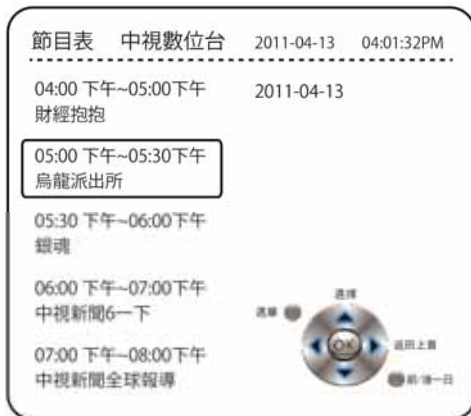 節目表 中視數位台 2011-04-13 04:01:32PM
04:00 下午~05:00下午 2011-04-13
財經抱抱
05:00 下午~05:30下午
烏龍派出所
05:30 下午~06:00下午
銀魂
06:00 下午~07:00下午
中視新聞6一下
07:00 下午~08:00下午
中視新聞全球報導
選擇
選單
OK
返回上頁
前/後一日